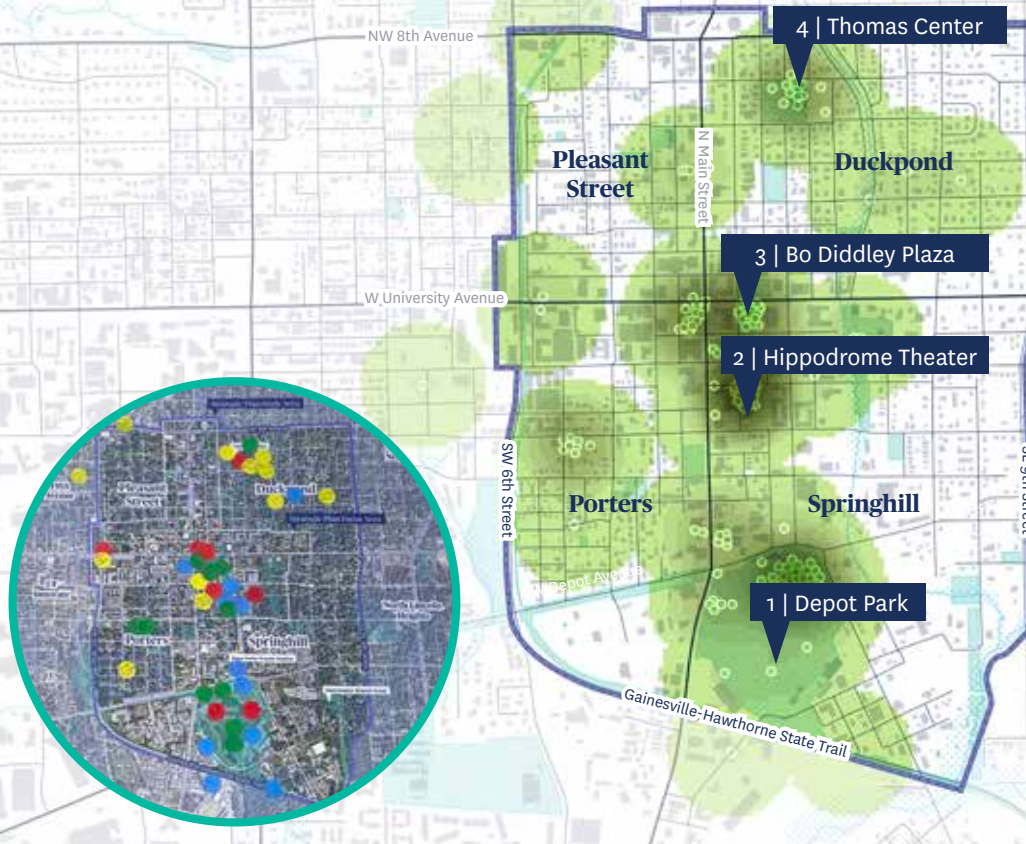 4 | Thomas Center
NW 8th Avenue
Pleasant
Street
N Main Street
Duckpond
3 | Bo Diddley Plaza
W University Avenue
2 | Hippodrome Theater
SW 6th Street
Porters
Springhill
Depot Avenue
1 | Depot Park
Gainesville-Hawthorne State Trail
Pleasant
Street
Duckpond
Porters
Springhill